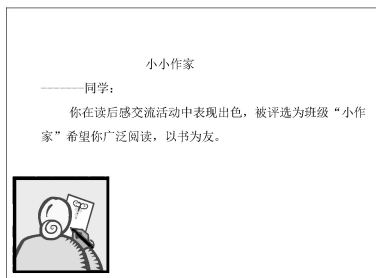 小小作家
--------同学：
你在读后感交流活动中表现出色，被评选为班级“小作
家”希望你广泛阅读，以书为友。